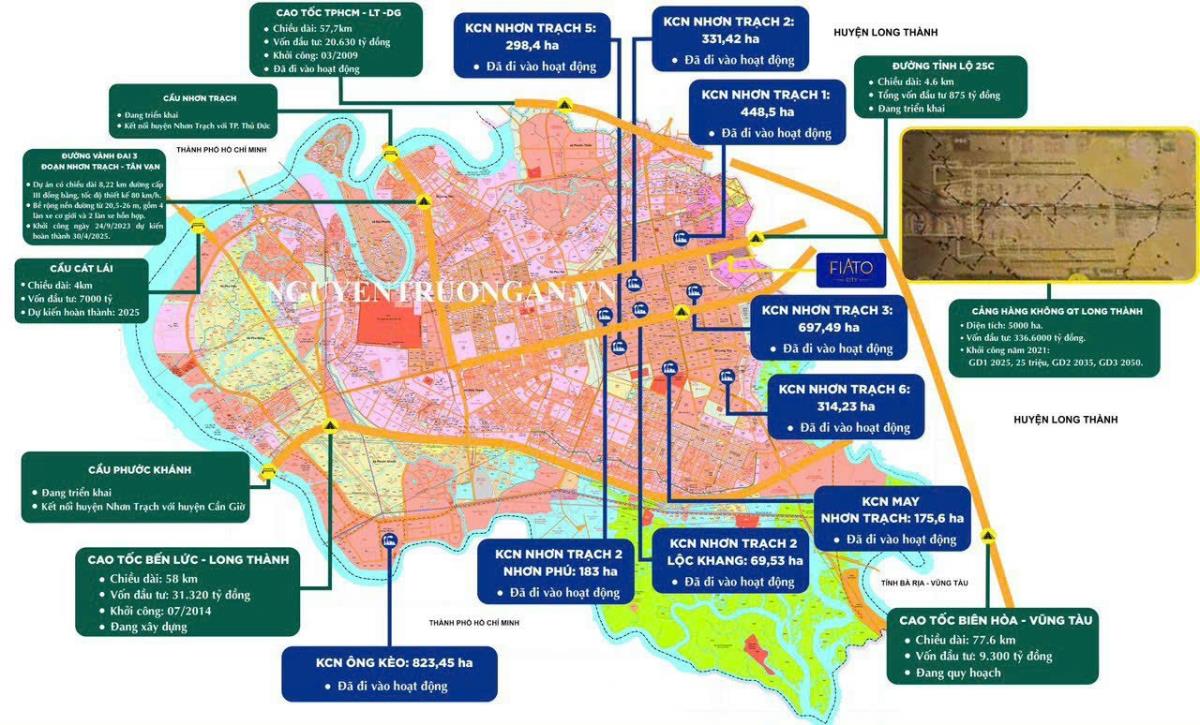 CAO TỐC TPHCM - LT -DG
Chiều dài: 57,7km
Vốn đầu tư: 20.630 tỷ đồng
Khởi công: 03/2009
Đã đi vào hoạt động
KCN NHƠN TRẠCH 5:
298,4 ha
Đã đi vào hoạt động
KCN NHƠN TRẠCH 2:
331,42 ha
Đã đi vào hoạt động
HUYỆN LONG THÀNH
ĐƯỜNG TỈNH LỘ 25C
Chiều dài: 4.6 km
Tổng vốn đầu tư 875 tỷ đồng
Đang triển khai
KCN NHƠN TRẠCH 1:
448,5 ha
Đã đi vào hoạt động
CẦU NHƠN TRẠCH
Đang triển khai
Kết nối huyện Nhơn Trạch với TP. Thủ Đức
THÀNH PHỐ HỒ CHÍ MINH
ĐƯỜNG VÀNH ĐAI 3
ĐOẠN NHƠN TRẠCH - TÂN VẠN
Dự án có chiều dài 8,22 km đường cấp
III đồng bằng, tốc độ thiết kế 80 km/h.
Bề rộng nền đường từ 20,5-26 m, gồm 4
làn xe cơ giới và 2 làn xe hỗn hợp.
Khởi công ngày 24/9/2023 dự kiến
hoàn thành 30/4/2025.
CẦU CÁT LÁI
Chiều dài: 4km
Vốn đầu tư: 7000 tỷ
Dự kiến hoàn thành: 2025
NGUYENTRUONGAN.VN
FIATO
CITY
CẢNG HÀNG KHÔNG QT LONG THÀNH
Diện tích: 5000 ha.
Vốn đầu tư: 336.6000 tỷ đồng.
Khởi công năm 2021:
GD1 2025, 25 triệu, GD2 2035, GD3 2050.
KCN NHƠN TRẠCH 3:
697,49 ha
Đã đi vào hoạt động
KCN NHƠN TRẠCH 6:
314,23 ha
Đã đi vào hoạt động
HUYỆN LONG THÀNH
CẦU PHƯỚC KHÁNH
Đang triển khai
Kết nối huyện Nhơn Trạch với huyện Cần Giờ
KCN MAY
NHƠN TRẠCH: 175,6 ha
Đã đi vào hoạt động
CAO TỐC BẾN LỨC - LONG THÀNH
Chiều dài: 58 km
Vốn đầu tư: 31.320 tỷ đồng
Khởi công: 07/2014
Đang xây dựng
KCN NHƠN TRẠCH 2
NHƠN PHÚ: 183 ha
Đã đi vào hoạt động
KCN NHƠN TRẠCH 2
LỘC KHANG: 69,53 ha
Đã đi vào hoạt động
TỈNH BÀ RỊA - VŨNG TÀU
THÀNH PHỐ HỒ CHÍ MINH
CAO TỐC BIÊN HÒA - VŨNG TÀU
Chiều dài: 77.6 km
Vốn đầu tư: 9.300 tỷ đồng
Đang quy hoạch
KCN ÔNG KÈO: 823,45 ha
Đã đi vào hoạt động